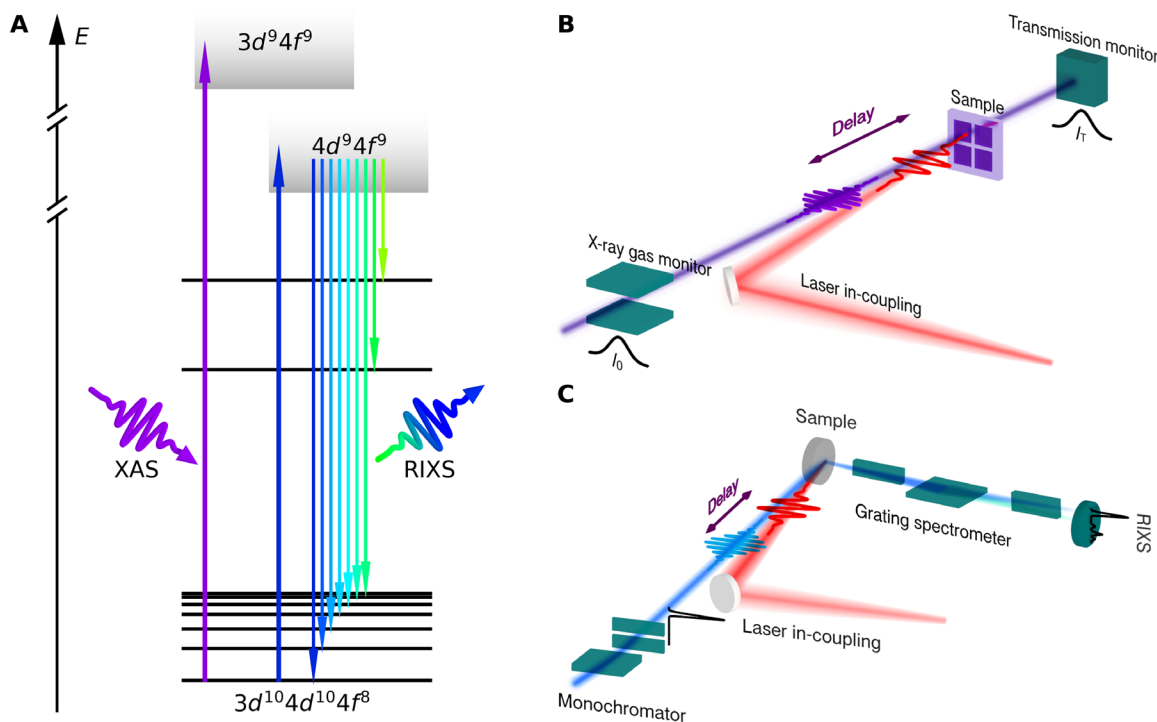 A
E
3d⁹4f⁹
4d⁹4f⁹
XAS
RIXS
3d¹⁰4d¹⁰4f⁸
B
Transmission monitor
I_T
Sample
Delay
X-ray gas monitor
Laser in-coupling
I₀
C
Sample
Delay
Grating spectrometer
RIXS
Laser in-coupling
Monochromator